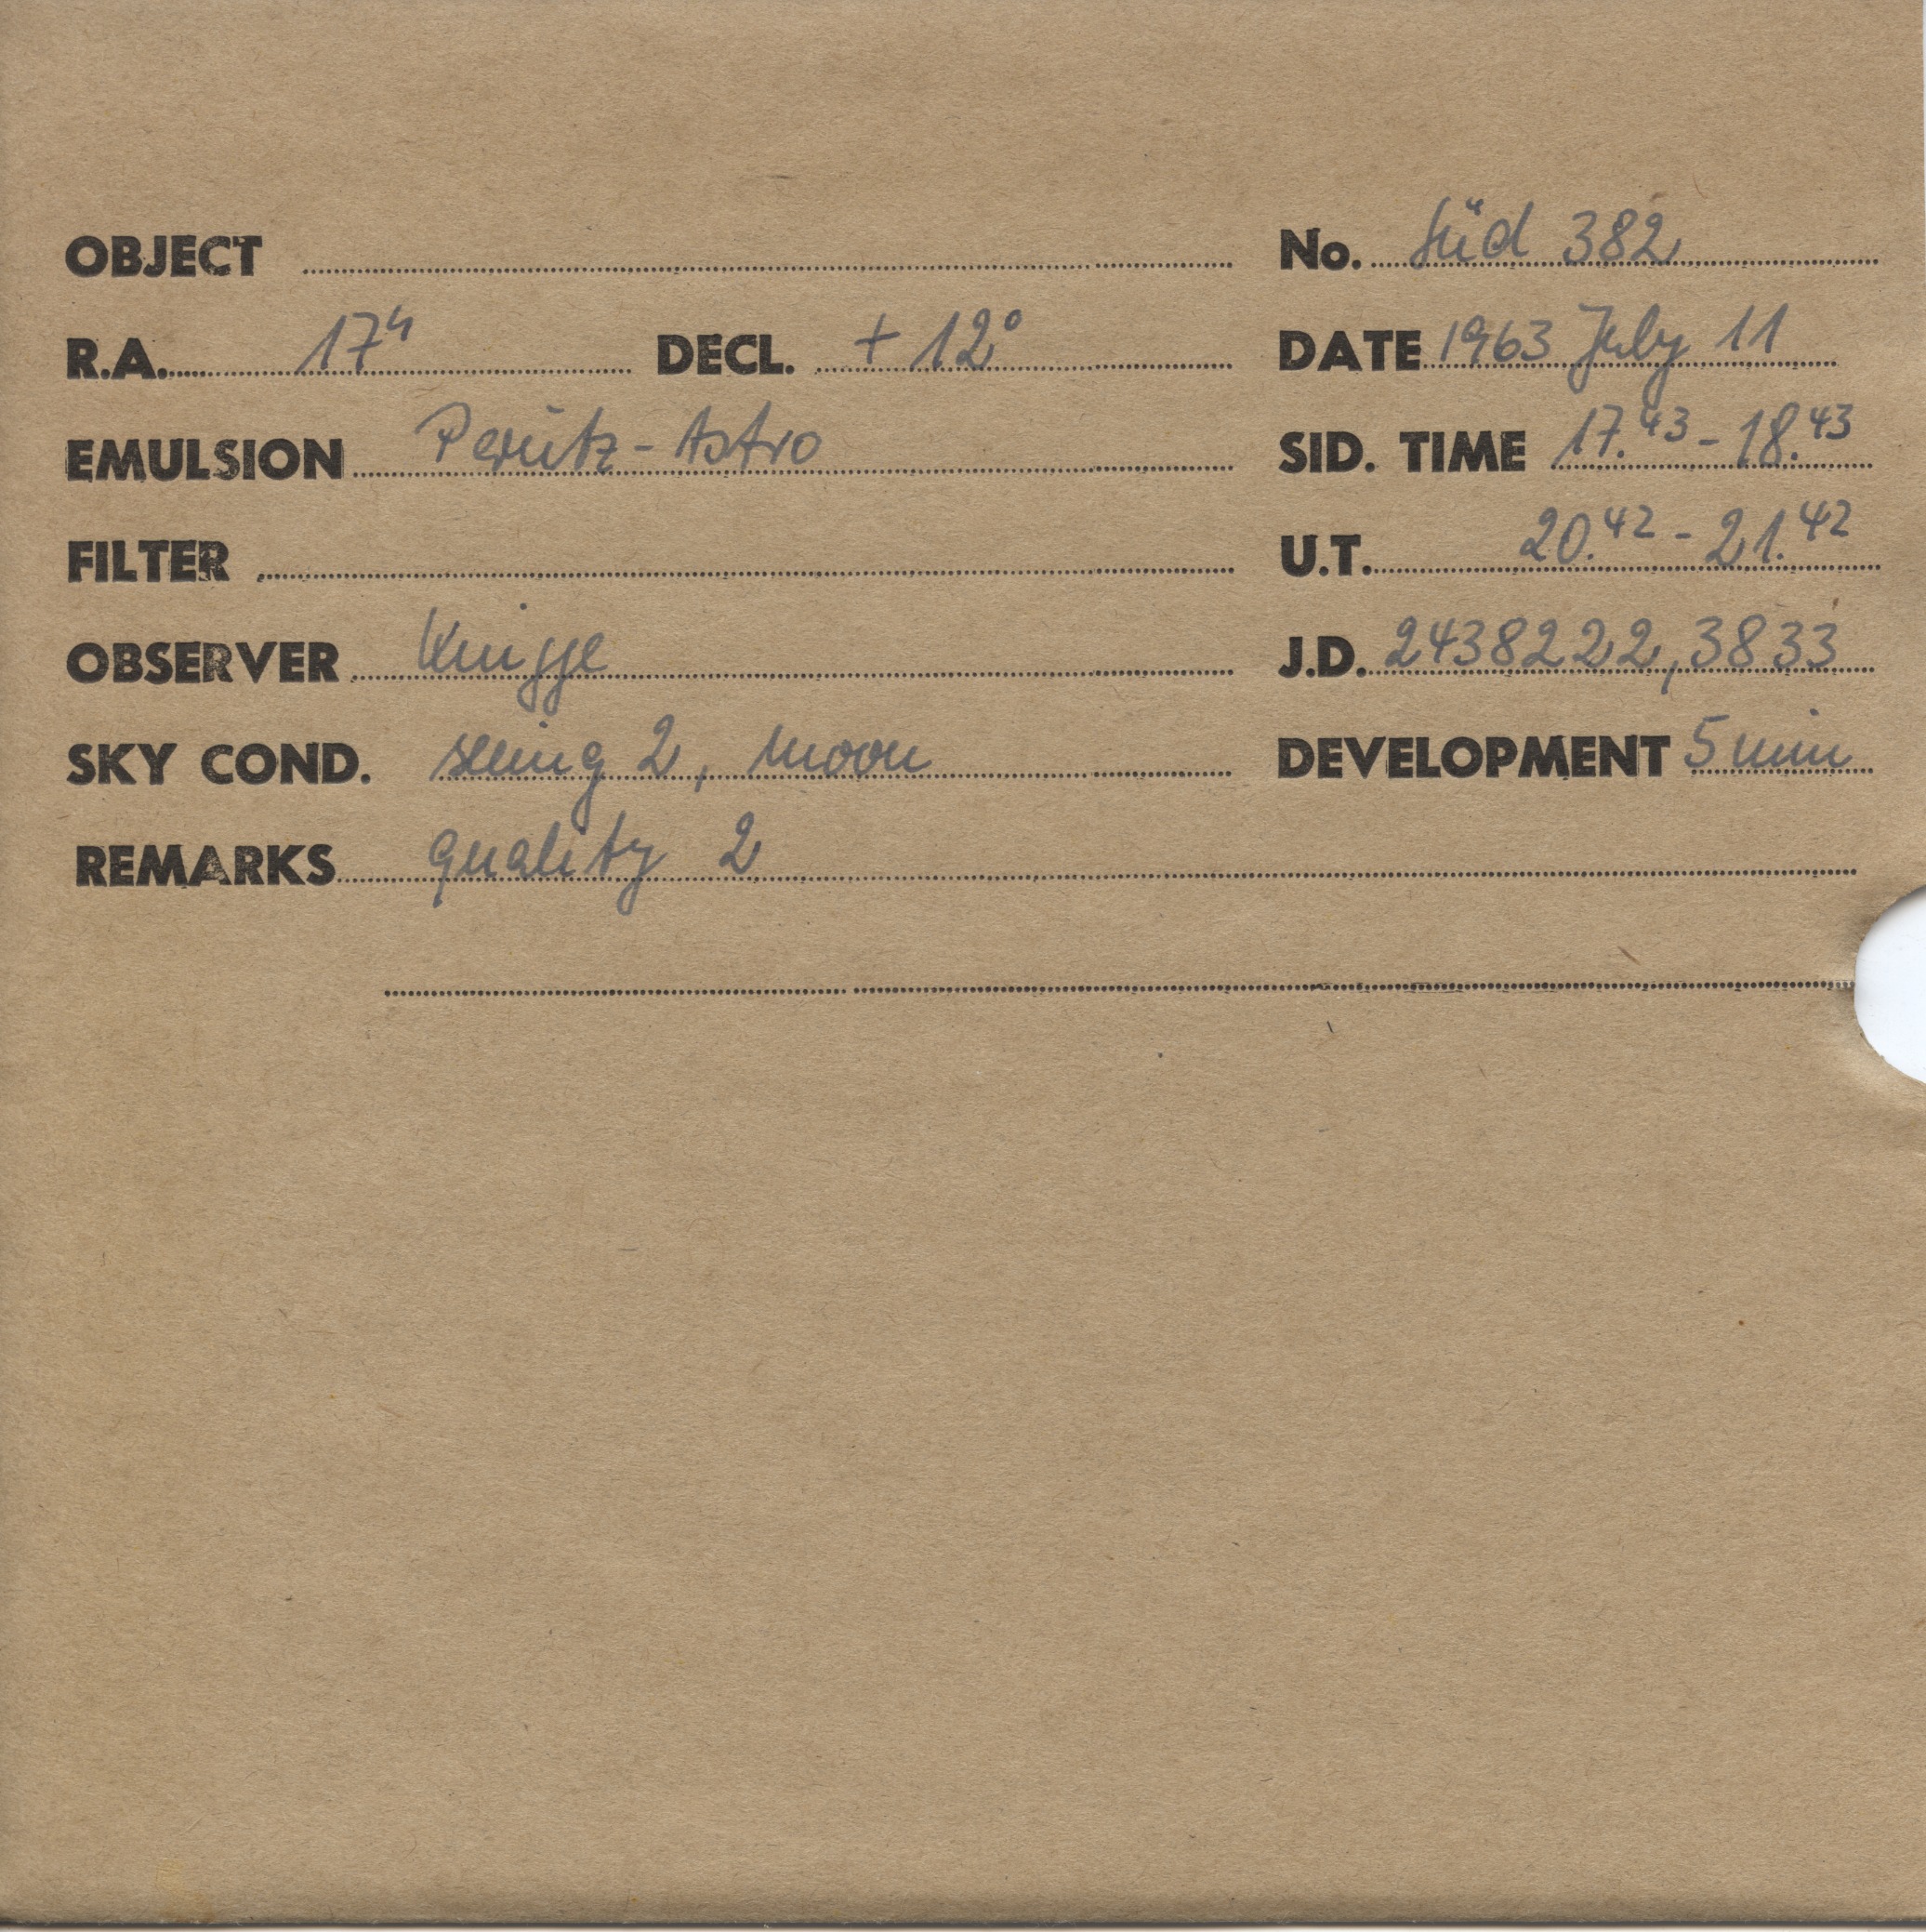 OBJECT No. Süd 382
R.A. 17ʰ DECL. + 12°
DATE 1963 July 11
EMULSION Perutz - Astro SID. TIME 17.⁴³ - 18.⁴³
FILTER U.T. 20.⁴² - 21.⁴²
OBSERVER Knigge J.D. 2438222,3833
SKY COND. seeing 2, moon DEVELOPMENT 5 min
REMARKS quality 2